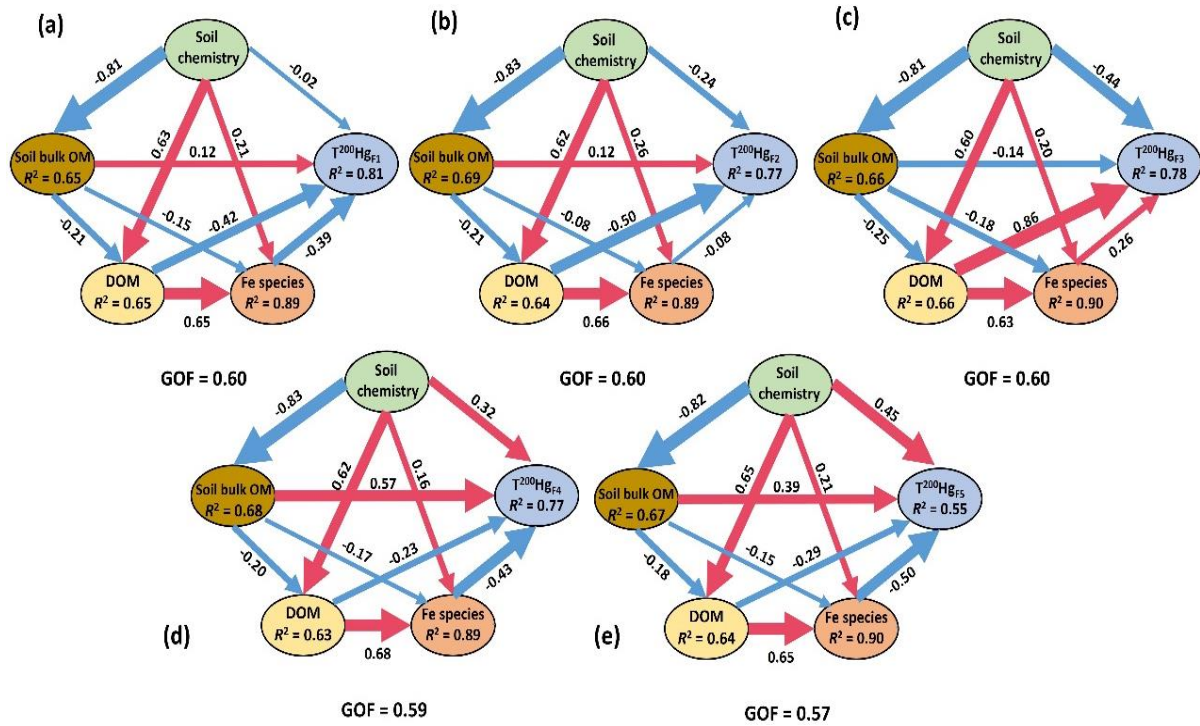 (a)
Soil
chemistry
-0.81
-0.02
0.63
0.21
Soil bulk OM
R² = 0.65
0.12
T²⁰⁰Hg_F1
R² = 0.81
-0.21
-0.15
-0.42
-0.39
DOM
R² = 0.65
Fe species
R² = 0.89
0.65
GOF = 0.60
(b)
Soil
chemistry
-0.83
-0.24
0.62
0.26
Soil bulk OM
R² = 0.69
0.12
T²⁰⁰Hg_F2
R² = 0.77
-0.21
-0.08
-0.50
-0.08
DOM
R² = 0.64
Fe species
R² = 0.89
0.66
GOF = 0.60
(c)
Soil
chemistry
-0.81
-0.44
0.60
0.20
Soil bulk OM
R² = 0.66
-0.14
T²⁰⁰Hg_F3
R² = 0.78
-0.25
-0.18
0.86
0.26
DOM
R² = 0.66
Fe species
R² = 0.90
0.63
GOF = 0.60
Soil
chemistry
-0.83
0.32
0.62
0.16
Soil bulk OM
R² = 0.68
0.57
T²⁰⁰Hg_F4
R² = 0.77
-0.20
-0.17
-0.23
-0.43
DOM
R² = 0.63
Fe species
R² = 0.89
0.68
(d)
GOF = 0.59
Soil
chemistry
-0.82
0.45
0.65
0.21
Soil bulk OM
R² = 0.67
0.39
T²⁰⁰Hg_F5
R² = 0.55
-0.18
-0.15
-0.29
-0.50
DOM
R² = 0.64
Fe species
R² = 0.90
0.65
(e)
GOF = 0.57